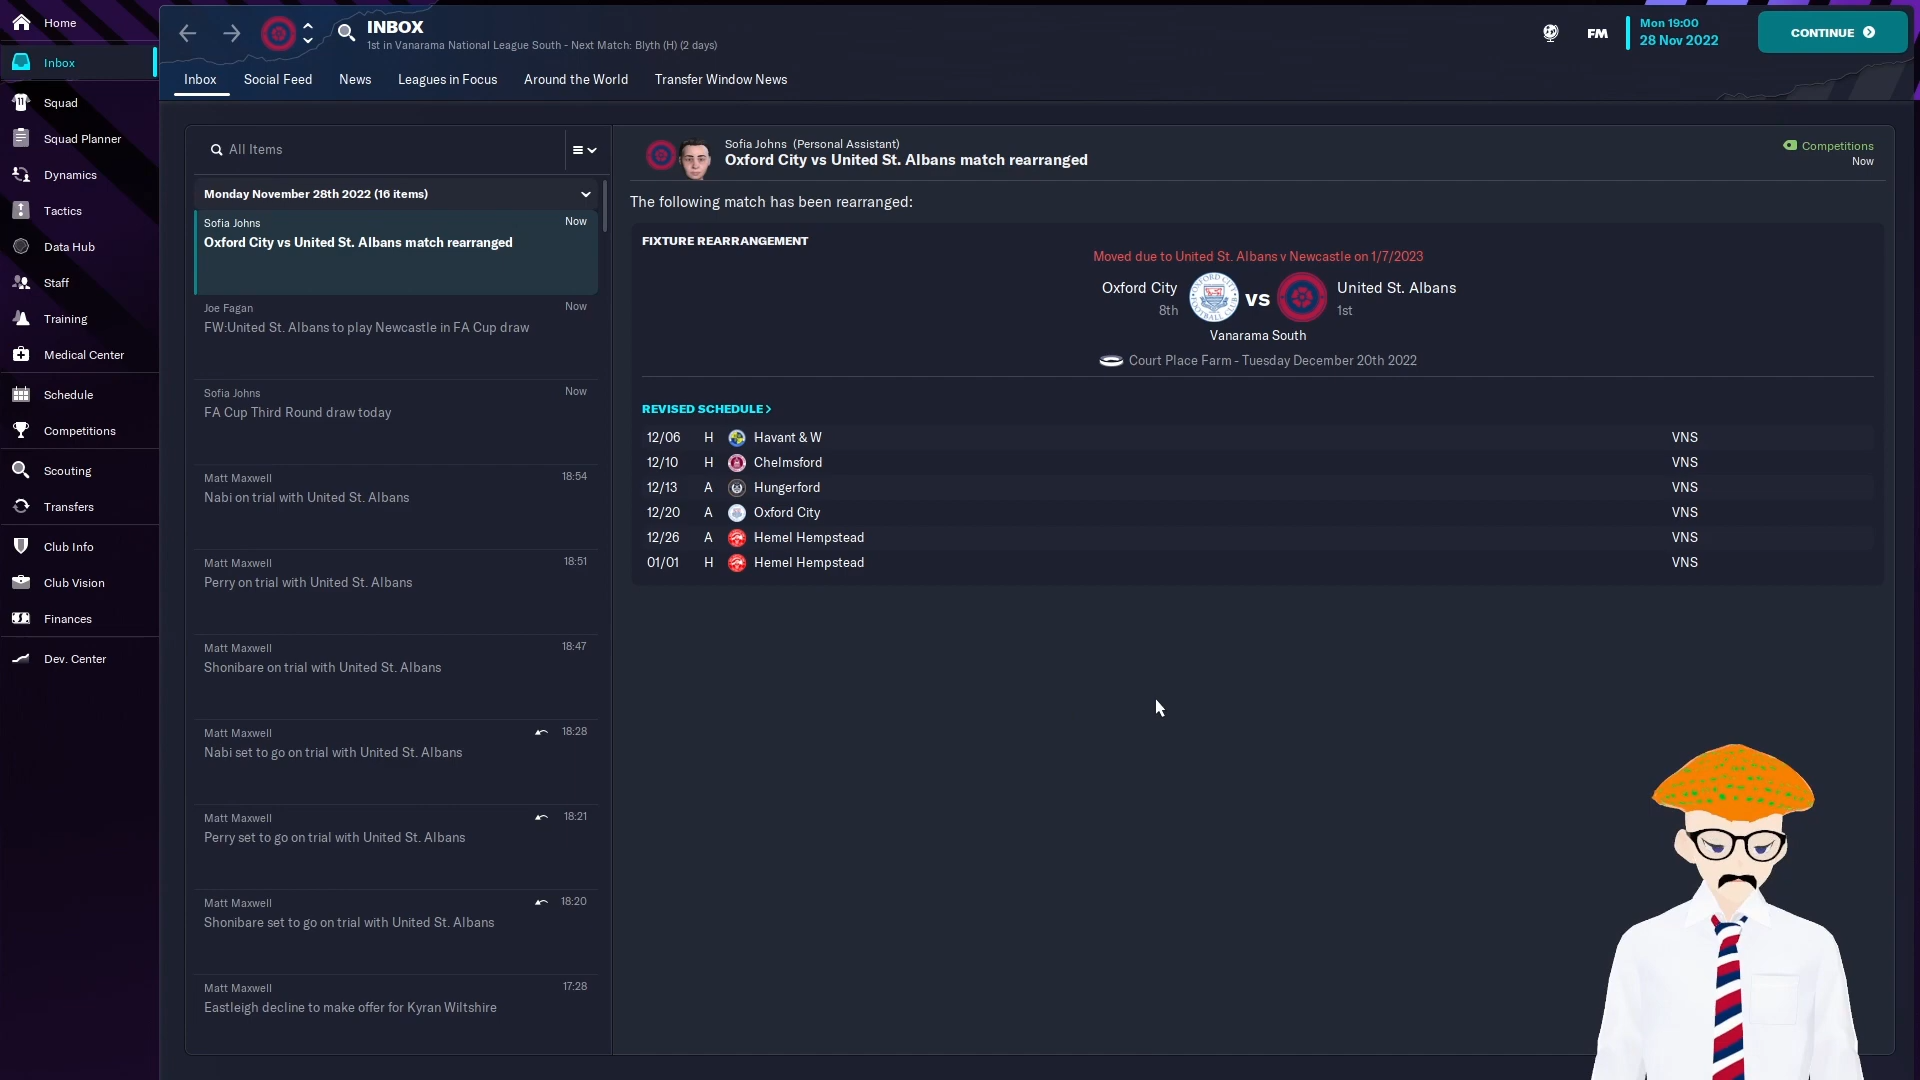 Home
Inbox
Squad
Squad Planner
Dynamics
Tactics
Data Hub
Staff
Training
Medical Center
Schedule
Competitions
Scouting
Transfers
Club Info
Club Vision
Finances
Dev. Center
INBOX
1st in Vanarama National League South - Next Match: Blyth (H) (2 days)
FM
Mon 19:00
28 Nov 2022
CONTINUE
Inbox Social Feed News Leagues in Focus Around the World Transfer Window News
All Items
Monday November 28th 2022 (16 items)
Sofia Johns Now
Oxford City vs United St. Albans match rearranged
Joe Fagan Now
FW:United St. Albans to play Newcastle in FA Cup draw
Sofia Johns Now
FA Cup Third Round draw today
Matt Maxwell 18:54
Nabi on trial with United St. Albans
Matt Maxwell 18:51
Perry on trial with United St. Albans
Matt Maxwell 18:47
Shonibare on trial with United St. Albans
Matt Maxwell 18:28
Nabi set to go on trial with United St. Albans
Matt Maxwell 18:21
Perry set to go on trial with United St. Albans
Matt Maxwell 18:20
Shonibare set to go on trial with United St. Albans
Matt Maxwell 17:28
Eastleigh decline to make offer for Kyran Wiltshire
Sofia Johns (Personal Assistant)
Oxford City vs United St. Albans match rearranged
Competitions
Now
The following match has been rearranged:
FIXTURE REARRANGEMENT
Moved due to United St. Albans v Newcastle on 1/7/2023
Oxford City vs United St. Albans
8th 1st
Vanarama South
Court Place Farm - Tuesday December 20th 2022
REVISED SCHEDULE
12/06 H Havant & W VNS
12/10 H Chelmsford VNS
12/13 A Hungerford VNS
12/20 A Oxford City VNS
12/26 A Hemel Hempstead VNS
01/01 H Hemel Hempstead VNS